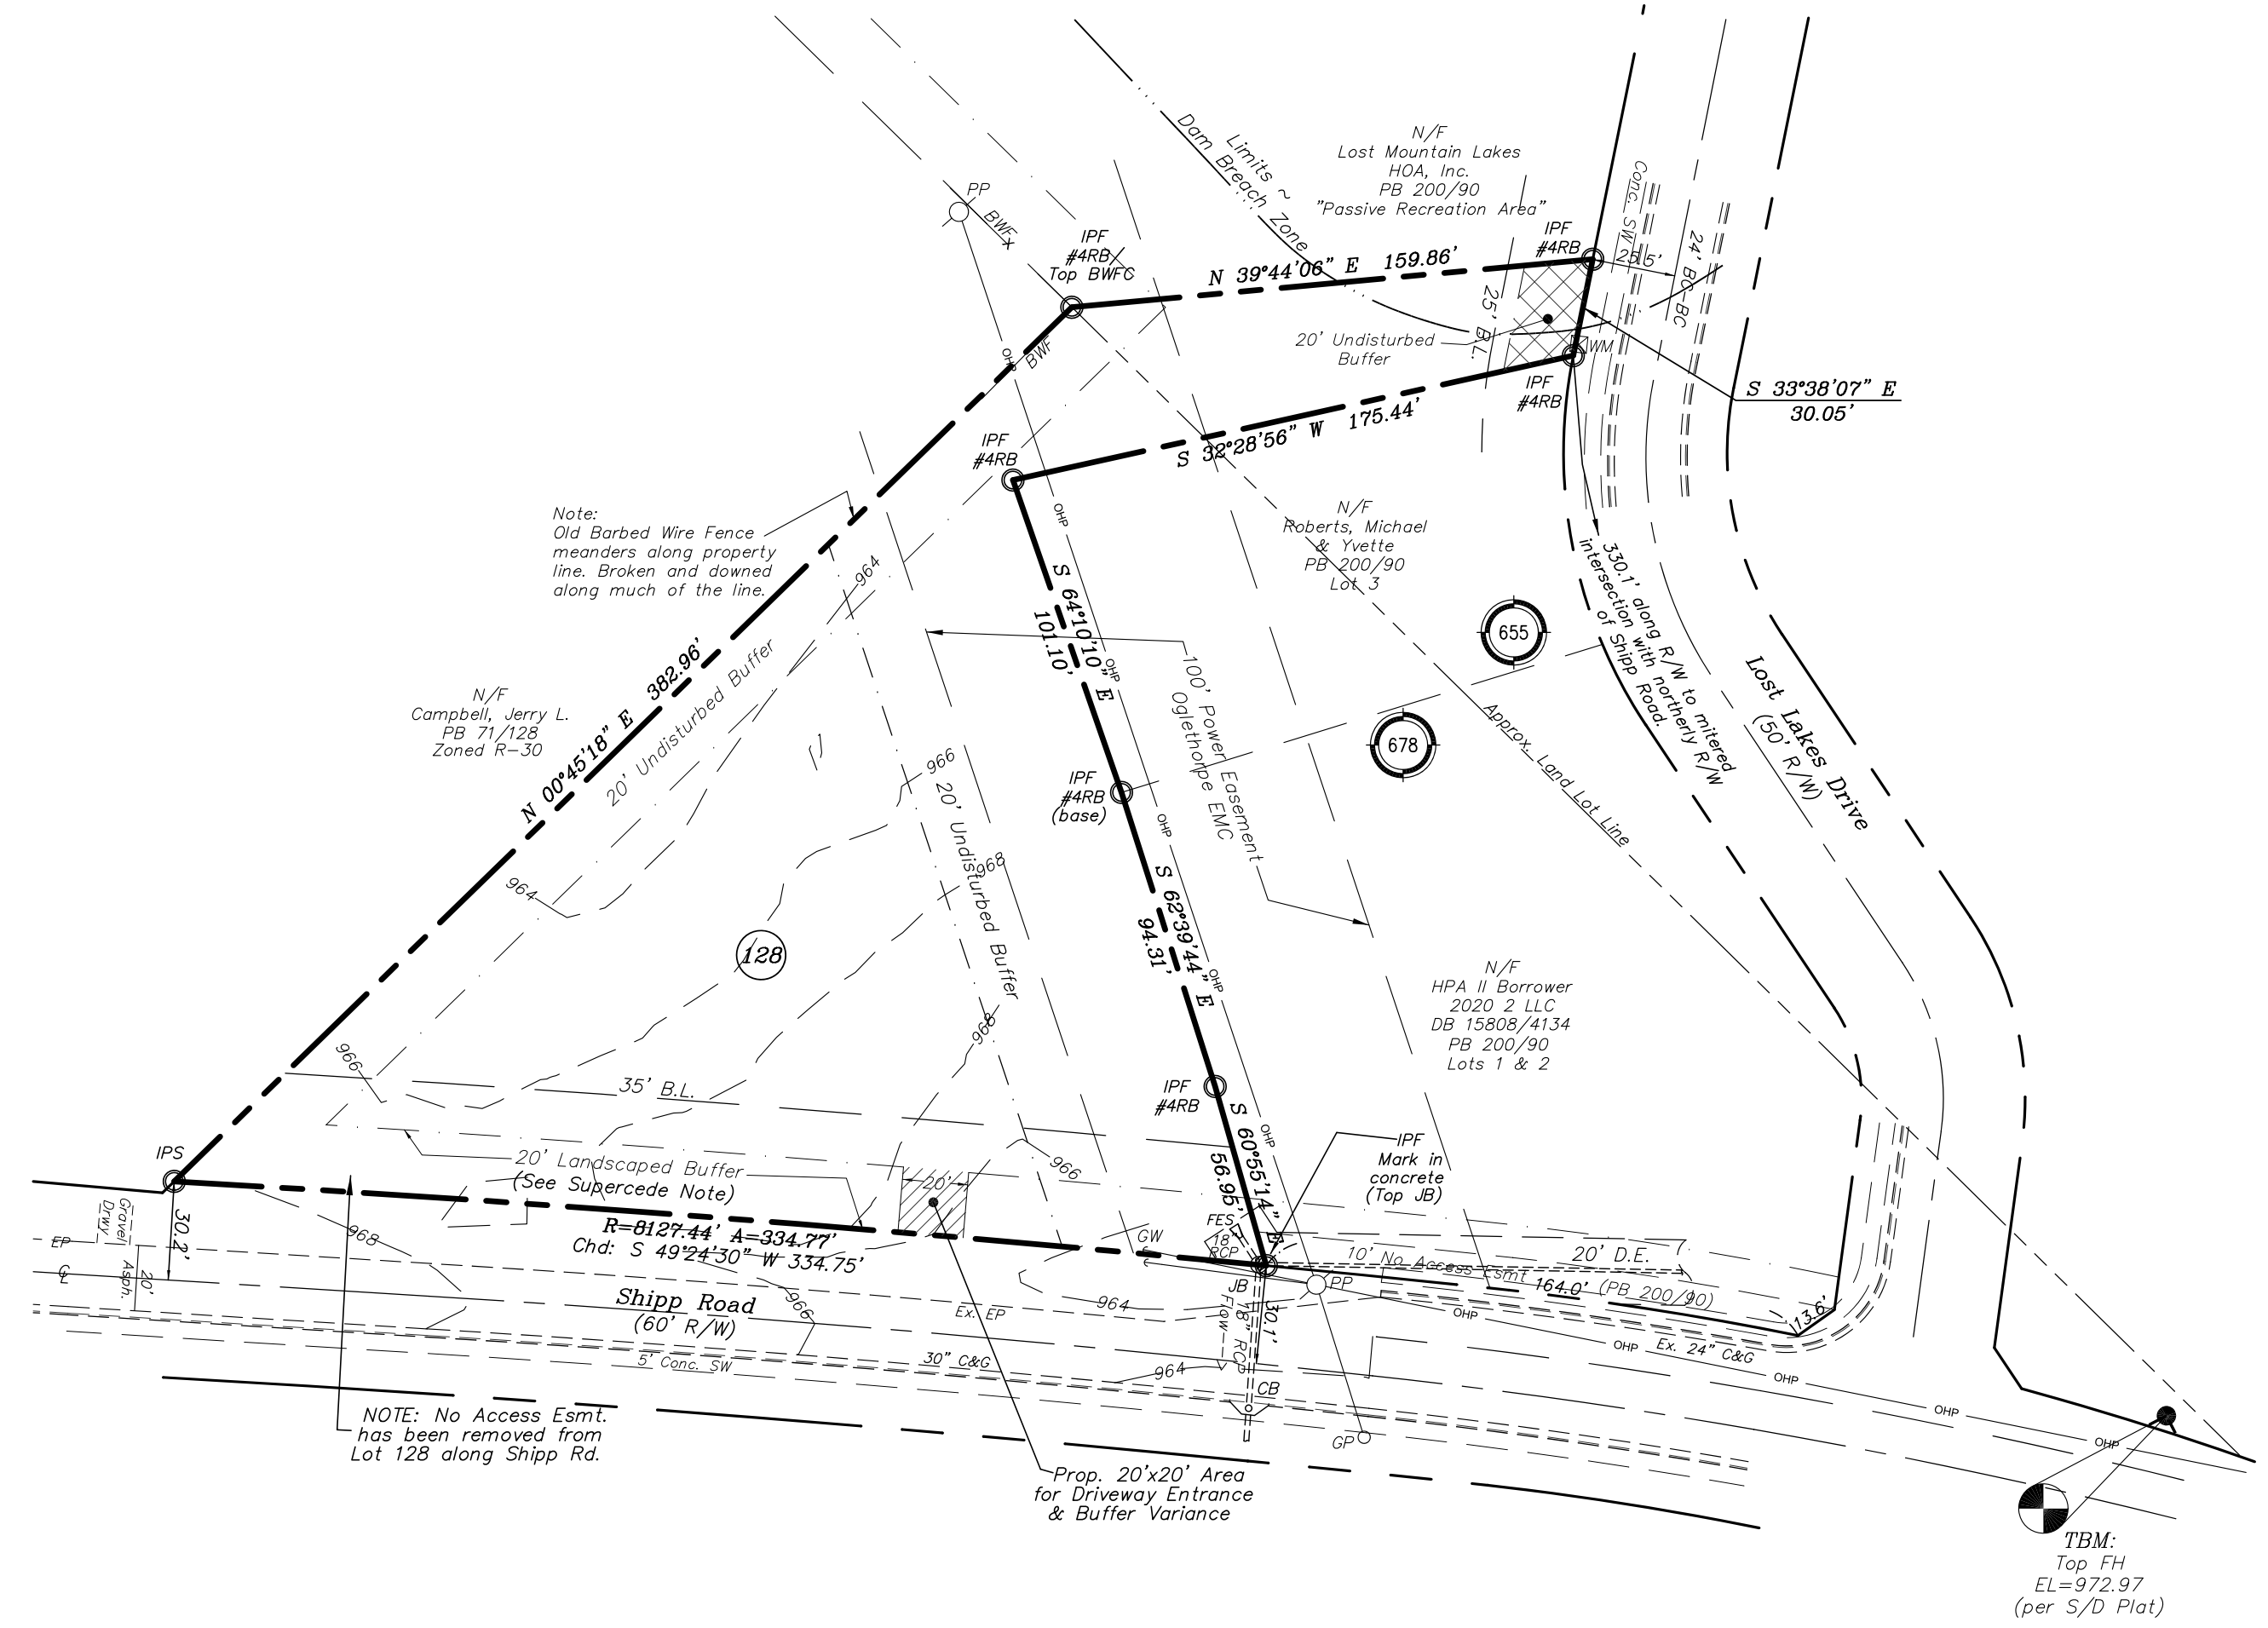 PP
BWF
x
IPF
#4RB
Top BWFC
Limits ~
Dam Breach Zone
N/F
Lost Mountain Lakes
HOA, Inc.
PB 200/90
"Passive Recreation Area"
IPF
#4RB
Conc. SW
25.5'
24' BC-BC
N 39°44'06" E 159.86'
25' B.L.
20' Undisturbed
Buffer
WM
IPF
#4RB
S 33°38'07" E
30.05'
OHP
BWF
S 32°28'56" W 175.44'
IPF
#4RB
Note:
Old Barbed Wire Fence
meanders along property
line. Broken and downed
along much of the line.
OHP
N/F
Roberts, Michael
& Yvette
PB 200/90
Lot 3
330.1' along R/W to mitered
intersection with northerly R/W
of Shipp Road.
964
S 64°10'10" E
101.10'
655
678
Lost Lakes Drive
(50' R/W)
N 00°45'18" E 382.96'
20' Undisturbed Buffer
N/F
Campbell, Jerry L.
PB 71/128
Zoned R-30
OHP
100' Power Easement
Oglethorpe EMC
Approx. Land Lot Line
966
IPF
#4RB
(base)
20' Undisturbed Buffer
OHP
968
964
S 62°39'44" E
94.31'
128
OHP
N/F
HPA II Borrower
2020 2 LLC
DB 15808/4134
PB 200/90
Lots 1 & 2
968
966
35' B.L.
IPF
#4RB
OHP
S 60°55'14" E
56.95'
IPF
Mark in
concrete
(Top JB)
IPS
20' Landscaped Buffer
(See Supercede Note)
966
20'
Gravel
Drwy
30.2'
968
R=8127.44' A=334.77'
Chd: S 49°24'30" W 334.75'
GW
FES
18"
RCP
EP
℄
20'
Asph.
JB
PP
10' No Access Esmt
(PB 200/90)
20' D.E.
164.0'
13.6'
Shipp Road
(60' R/W)
966
Ex. EP
964
18" RCP
Flow
30.1'
OHP
Ex. 24" C&G
OHP
5' Conc. SW
30" C&G
964
CB
OHP
OHP
OHP
GP
NOTE: No Access Esmt.
has been removed from
Lot 128 along Shipp Rd.
Prop. 20'x20' Area
for Driveway Entrance
& Buffer Variance
TBM:
Top FH
EL=972.97
(per S/D Plat)